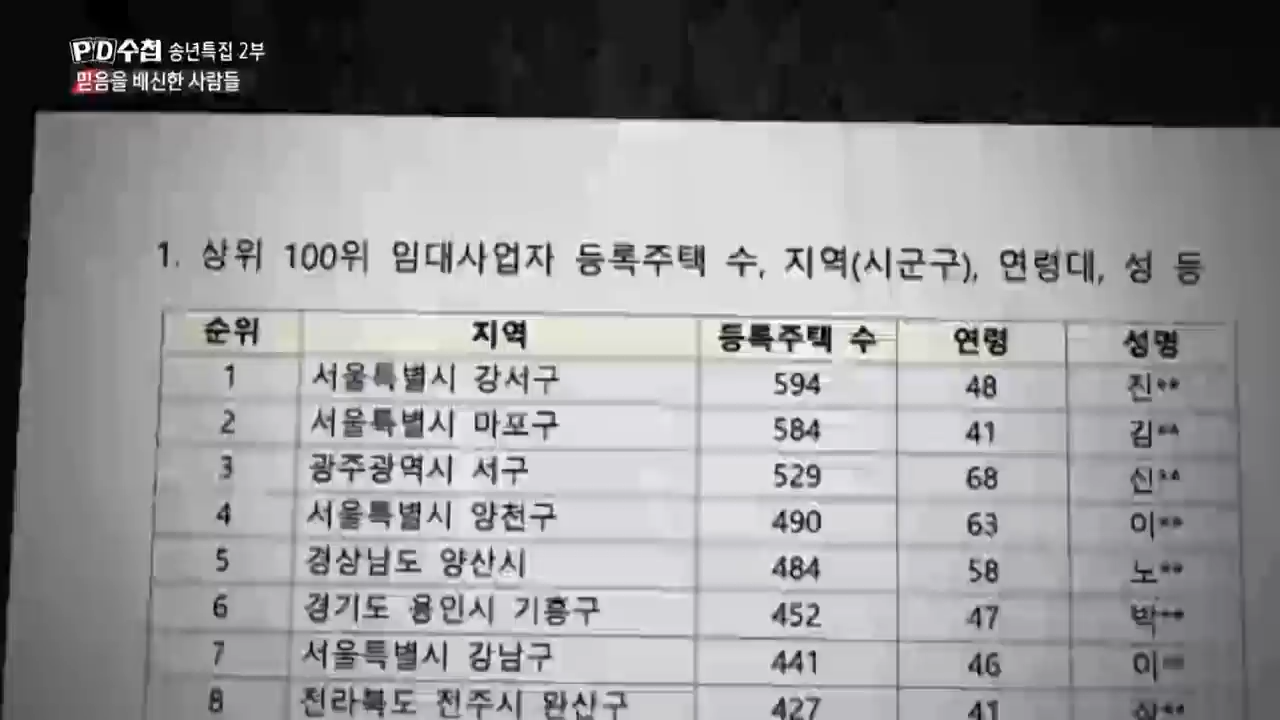 PD수첩 송년특집 2부
믿음을 배신한 사람들
1. 상위 100위 임대사업자 등록주택 수, 지역(시군구), 연령대, 성 등
순위 지역 등록주택 수 연령 성명
1 서울특별시 강서구 594 48 진**
2 서울특별시 마포구 584 41 김**
3 광주광역시 서구 529 68 신**
4 서울특별시 양천구 490 63 이**
5 경상남도 양산시 484 58 노**
6 경기도 용인시 기흥구 452 47 박**
7 서울특별시 강남구 441 46 이**
8 전라북도 전주시 완산구 427 41